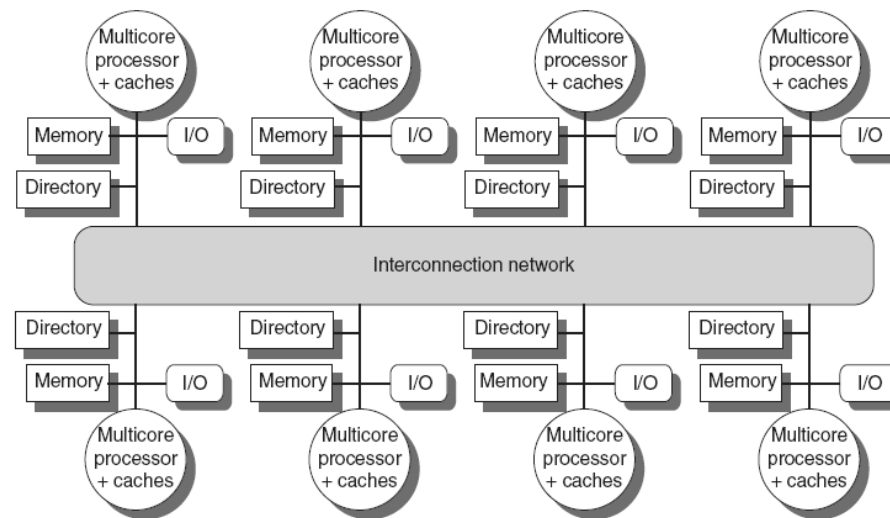 Multicore
processor
+ caches
Multicore
processor
+ caches
Multicore
processor
+ caches
Multicore
processor
+ caches
Memory
I/O
Memory
I/O
Memory
I/O
Memory
I/O
Directory
Directory
Directory
Directory
Interconnection network
Directory
Directory
Directory
Directory
Memory
I/O
Memory
I/O
Memory
I/O
Memory
I/O
Multicore
processor
+ caches
Multicore
processor
+ caches
Multicore
processor
+ caches
Multicore
processor
+ caches